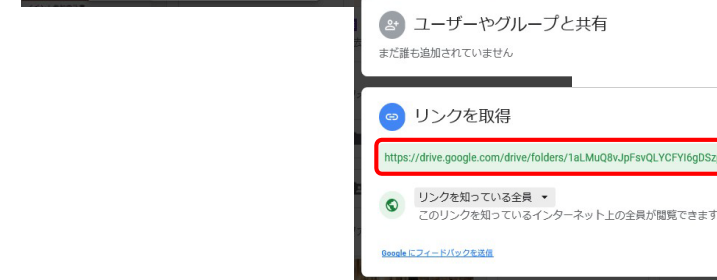 ユーザーやグループと共有
まだ誰も追加されていません
リンクを取得
https://drive.google.com/drive/folders/1aLMuQ8vJpFsvQLYCFYI6gDSz
リンクを知っている全員
このリンクを知っているインターネット上の全員が閲覧できます
Google にフィードバックを送信